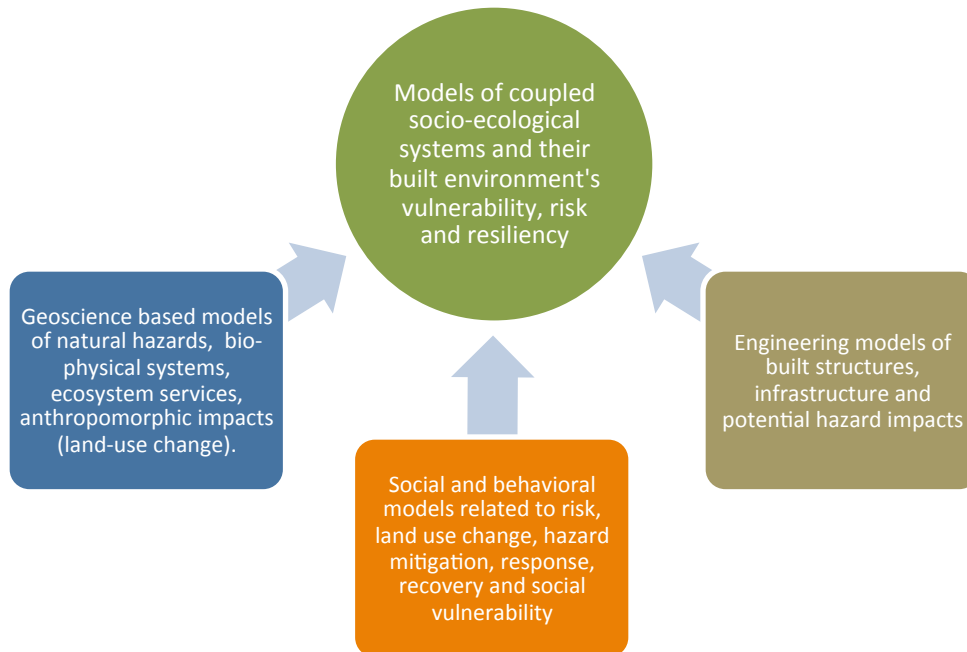 Models of coupled
socio-ecological
systems and their
built environment's
vulnerability, risk
and resiliency
Geoscience based models
of natural hazards, bio-
physical systems,
ecosystem services,
anthropomorphic impacts
(land-use change).
Engineering models of
built structures,
infrastructure and
potential hazard impacts
Social and behavioral
models related to risk,
land use change, hazard
mitigation, response,
recovery and social
vulnerability